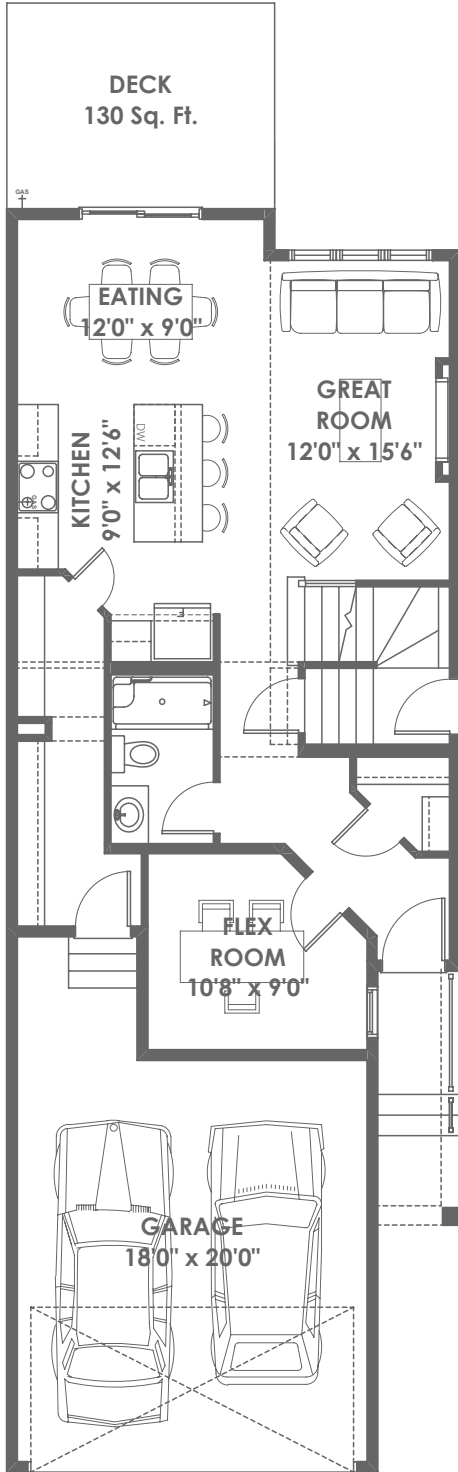 DECK
130 Sq. Ft.
GAS
EATING
12'0" x 9'0"
GREAT
ROOM
12'0" x 15'6"
KITCHEN
9'0" x 12'6"
DW
GAS
F
FLEX
ROOM
10'8" x 9'0"
GARAGE
18'0" x 20'0"